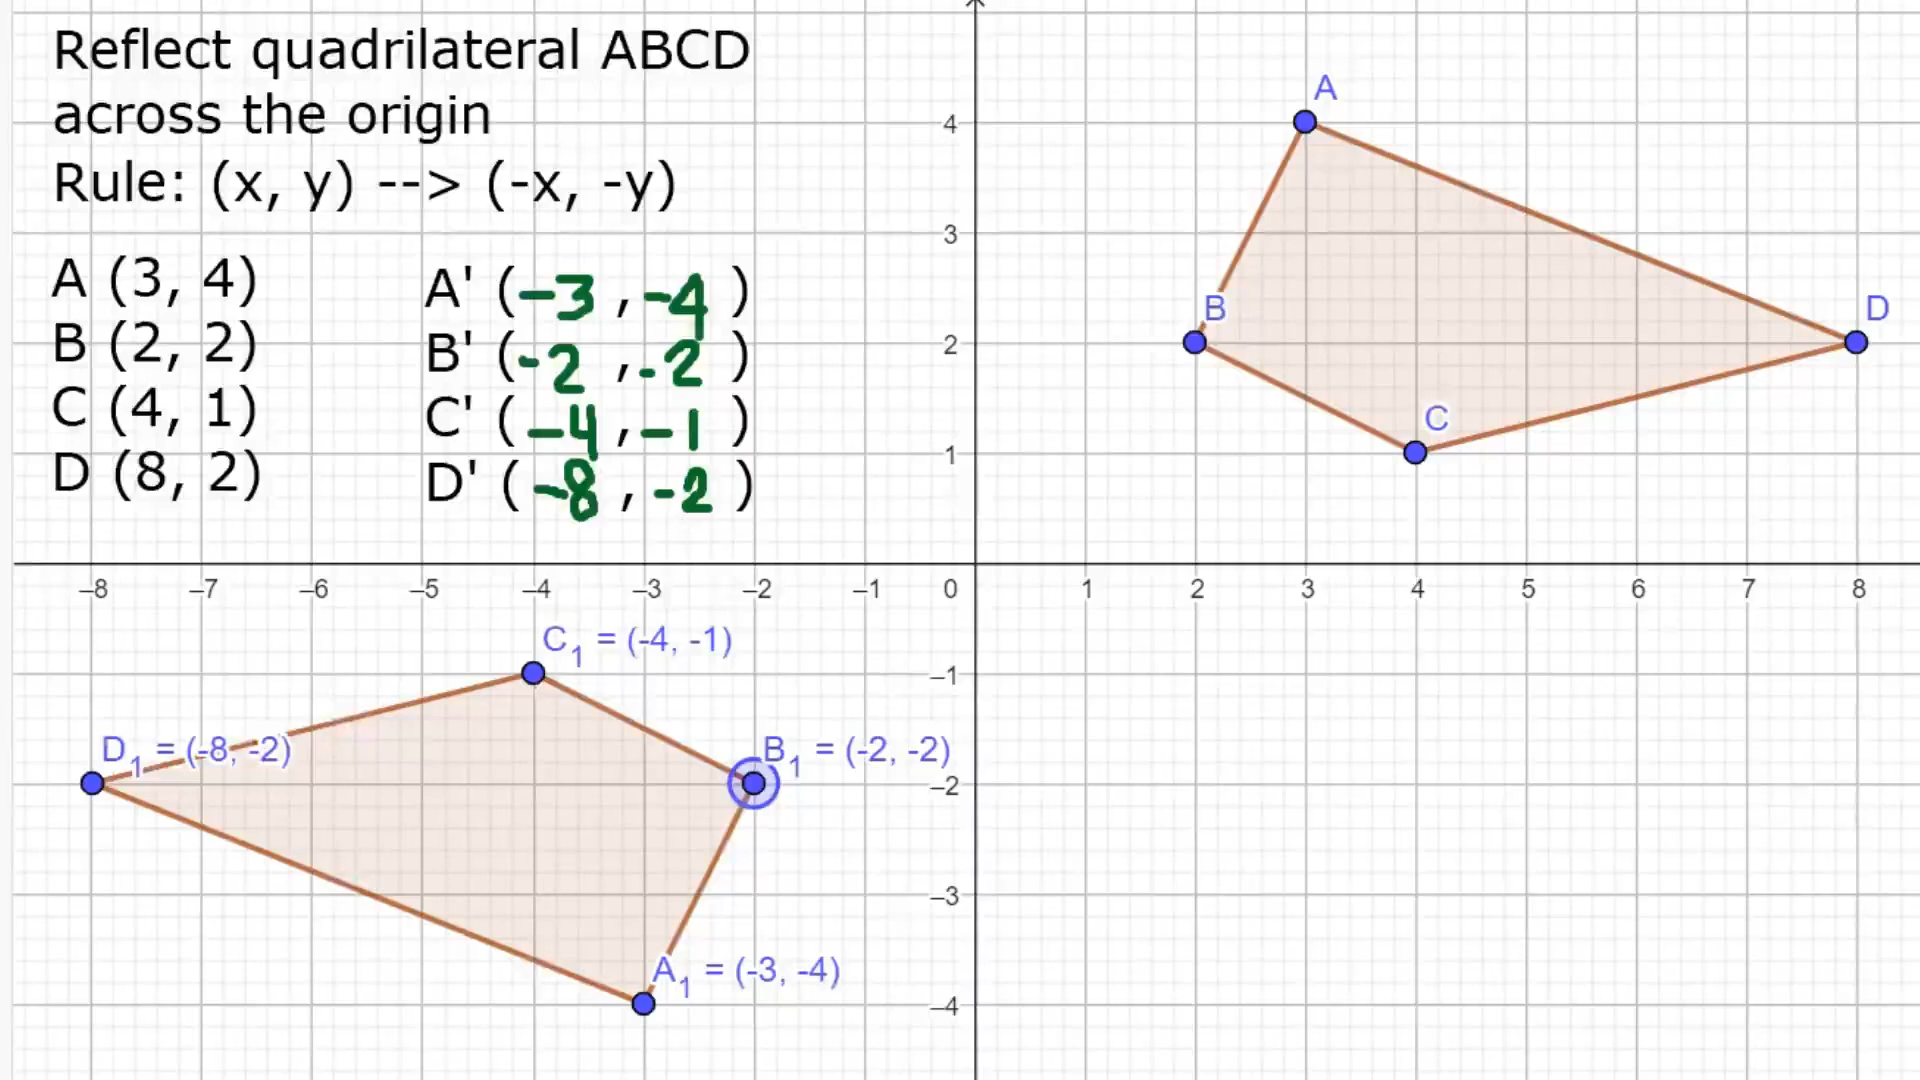 Reflect quadrilateral ABCD
across the origin
Rule: (x, y) --> (-x, -y)
A (3, 4) A' (-3 , -4 )
B (2, 2) B' (-2 , -2 )
C (4, 1) C' ( -4 , -1 )
D (8, 2) D' ( -8 , -2 )
A
B
C
D
4
3
2
1
–8 –7 –6 –5 –4 –3 –2 –1 0 1 2 3 4 5 6 7 8
–1
–2
–3
–4
C₁ = (-4, -1)
D₁ = (-8, -2)
B₁ = (-2, -2)
A₁ = (-3, -4)